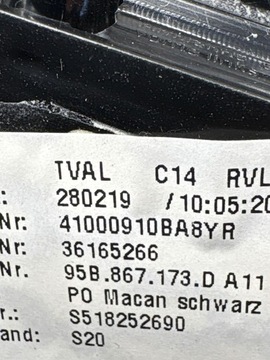 TVAL C14 RVL
: 280219 /10:05:20
Nr: 41000910BA8YR
Nr: 36165266
Nr. 95B.867.173.D A11
PO Macan schwarz
r.: S518252690
and: S20